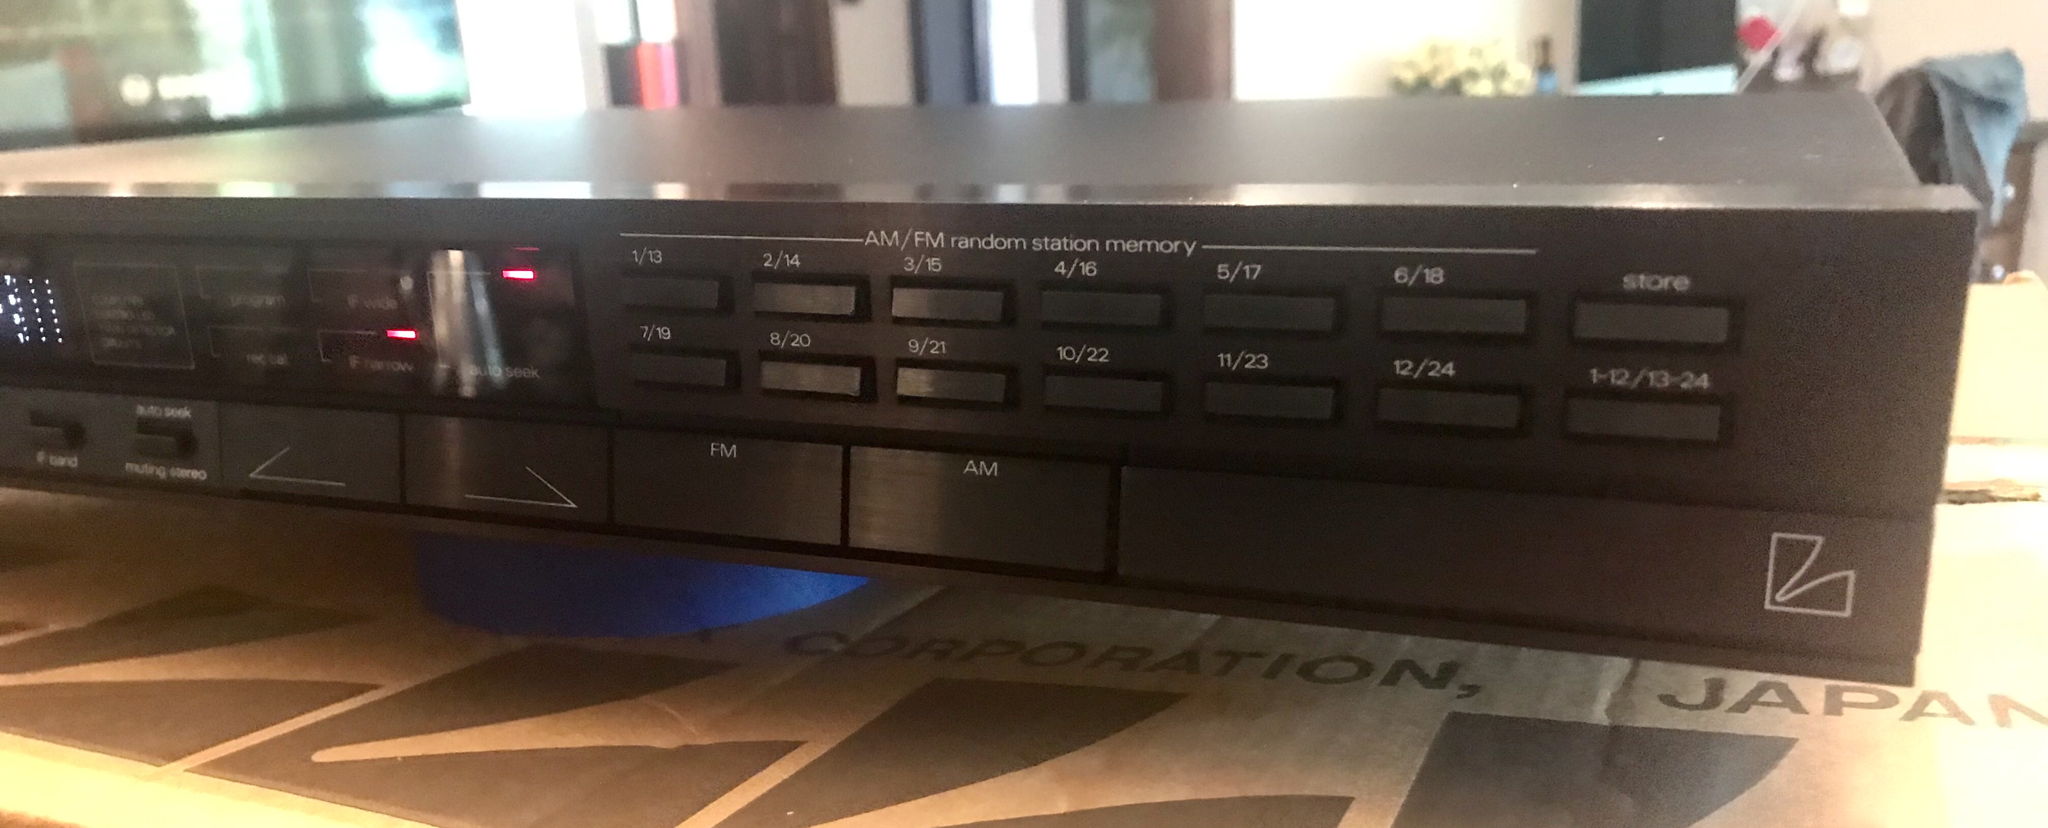 AM/FM random station memory
1/13
2/14
3/15
4/16
5/17
6/18
store
7/19
8/20
9/21
10/22
11/23
12/24
1-12/13-24
program
IF wide
rec cal
IF narrow
auto seek
IF band
auto seek
muting stereo
FM
AM
CORPORATION, JAPAN